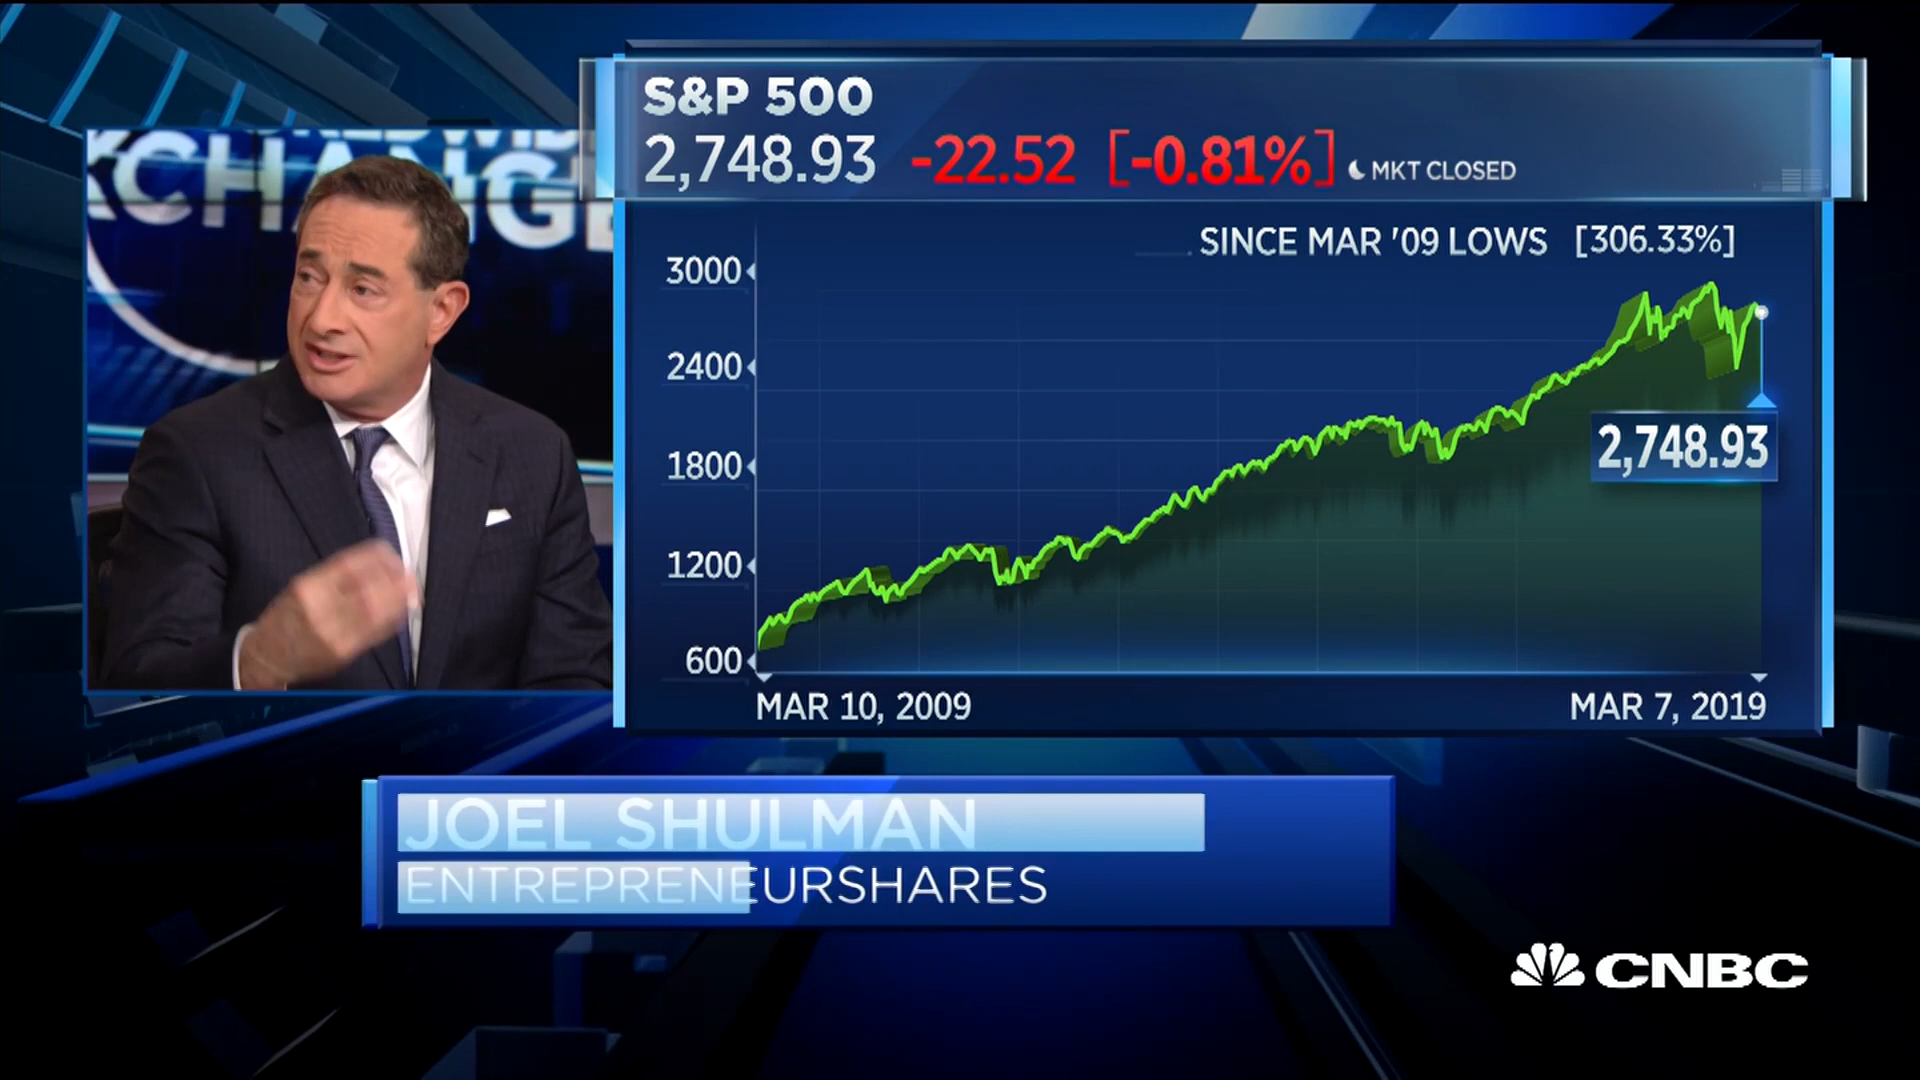 S&P 500
2,748.93 -22.52 [-0.81%] MKT CLOSED
SINCE MAR '09 LOWS [306.33%]
3000
2400
1800
1200
600
2,748.93
MAR 10, 2009 MAR 7, 2019
JOEL SHULMAN
ENTREPRENEURSHARES
CNBC